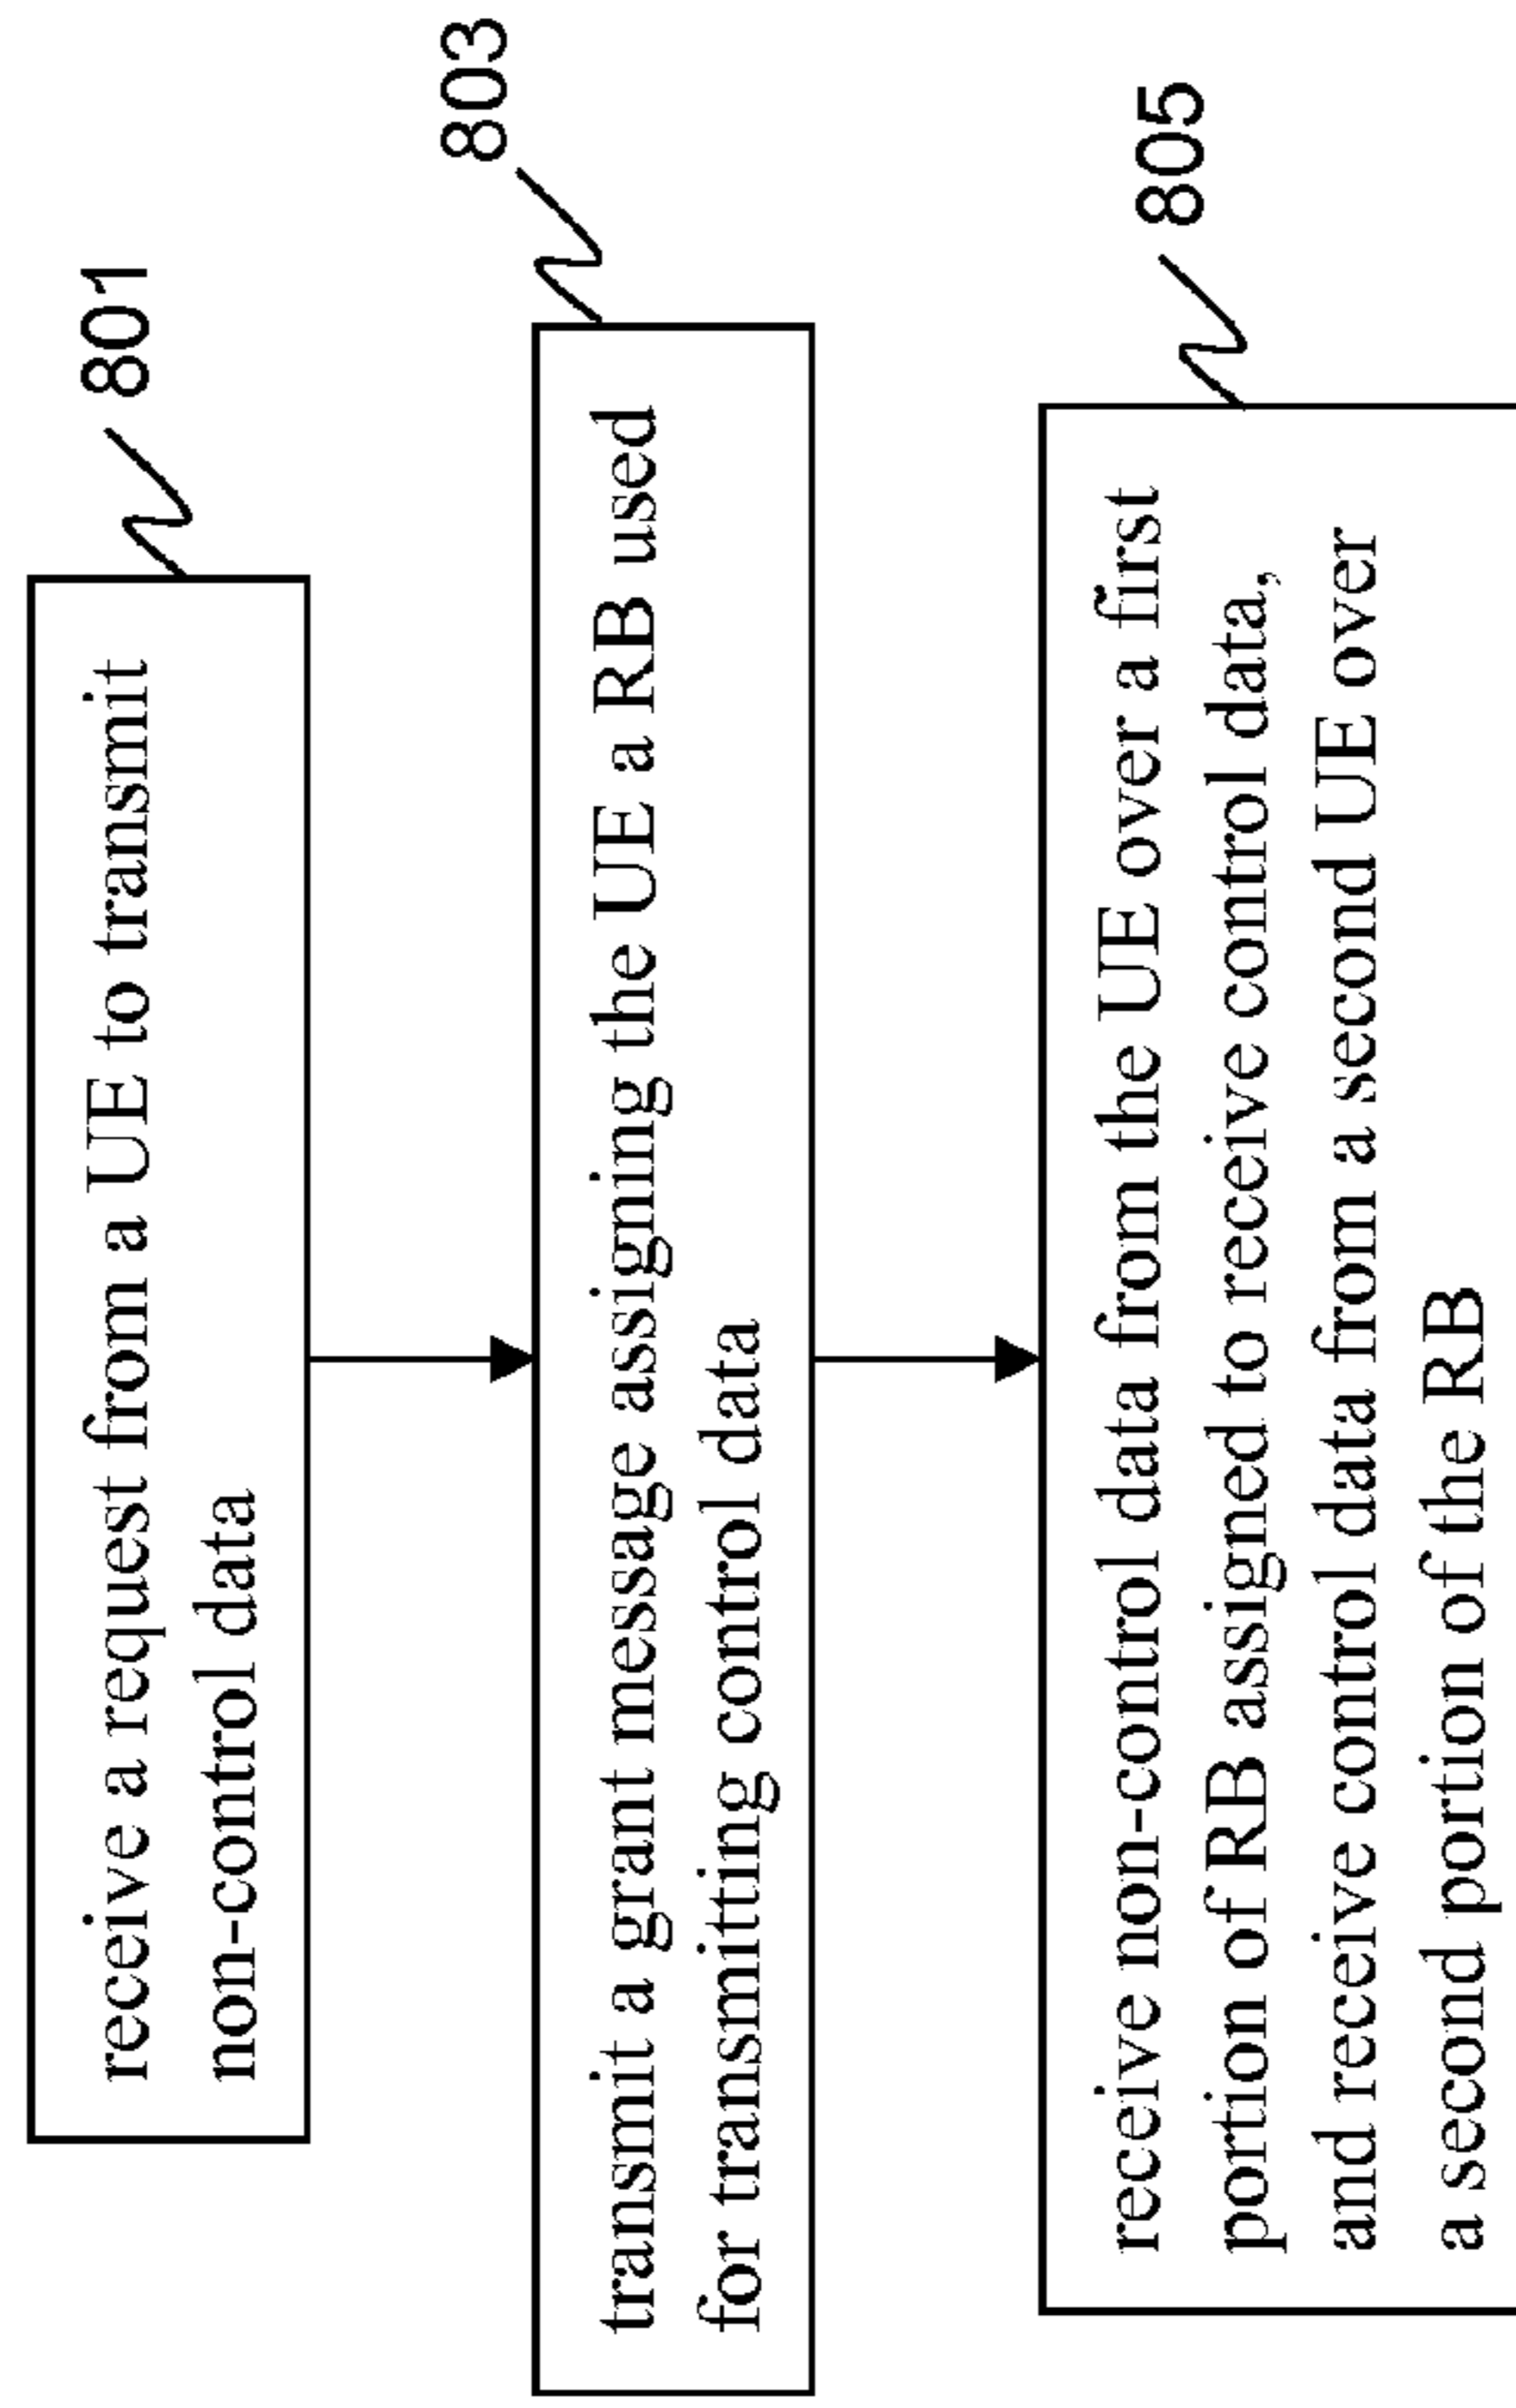 801
receive a request from a UE to transmit
non-control data
803
transmit a grant message assigning the UE a RB used
for transmitting control data
805
receive non-control data from the UE over a first
portion of RB assigned to receive control data,
and receive control data from a second UE over
a second portion of the RB